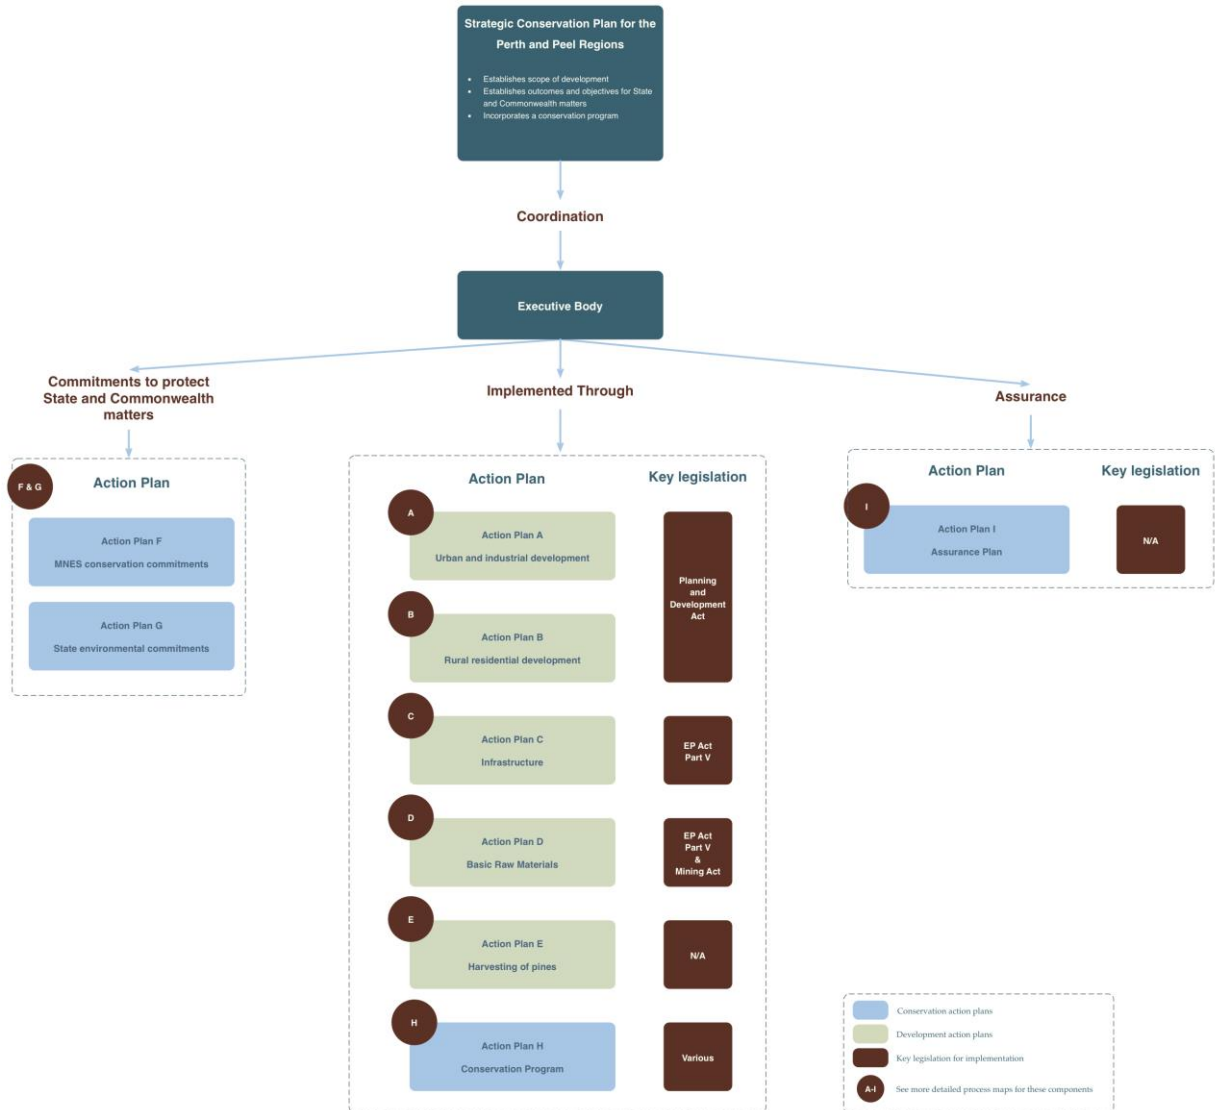 Strategic Conservation Plan for the
Perth and Peel Regions
• Establishes scope of development
• Establishes outcomes and objectives for State
and Commonwealth matters
• Incorporates a conservation program
Coordination
Executive Body
Commitments to protect
State and Commonwealth
matters
F & G
Action Plan
Action Plan F
MNES conservation commitments
Action Plan G
State environmental commitments
Implemented Through
Action Plan
Key legislation
A
Action Plan A
Urban and industrial development
B
Action Plan B
Rural residential development
Planning
and
Development
Act
C
Action Plan C
Infrastructure
EP Act
Part V
D
Action Plan D
Basic Raw Materials
EP Act
Part V
&
Mining Act
E
Action Plan E
Harvesting of pines
N/A
H
Action Plan H
Conservation Program
Various
Assurance
Action Plan
Key legislation
I
Action Plan I
Assurance Plan
N/A
Conservation action plans
Development action plans
Key legislation for implementation
A-I
See more detailed process maps for these components